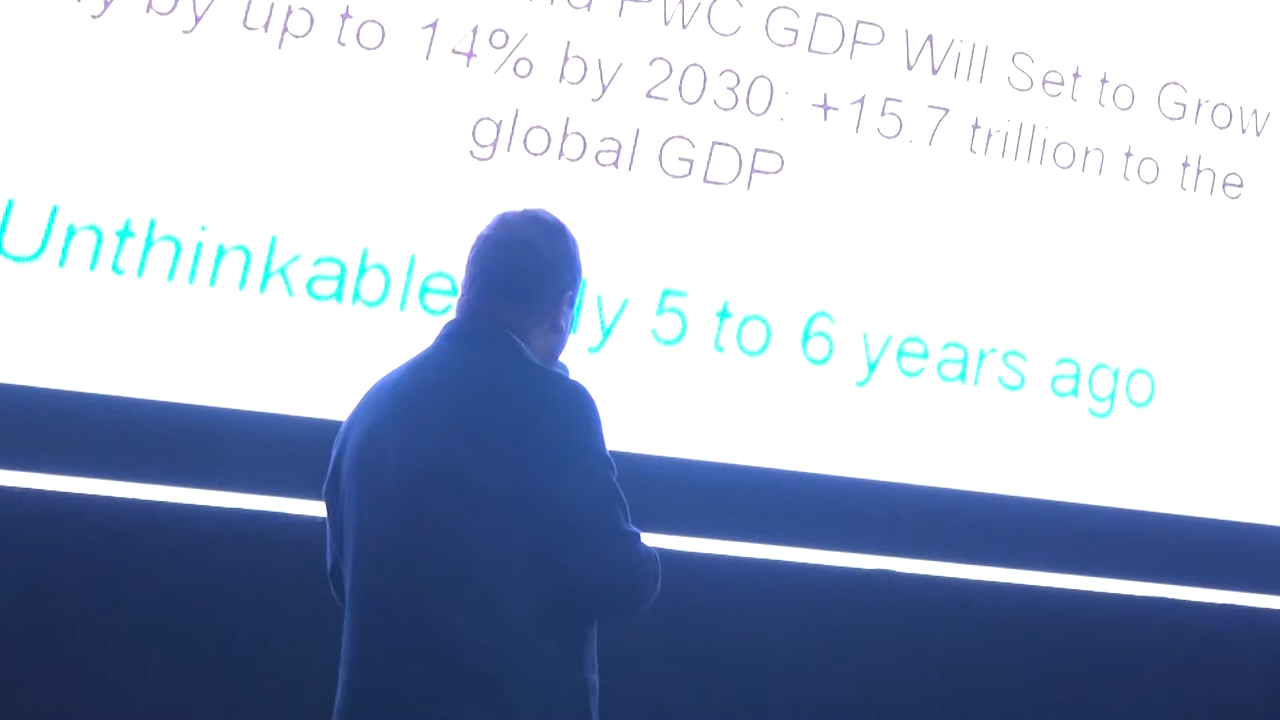 PWC GDP Will Set to Grow
by up to 14% by 2030: +15.7 trillion to the
global GDP
Unthinkable 5 to 6 years ago